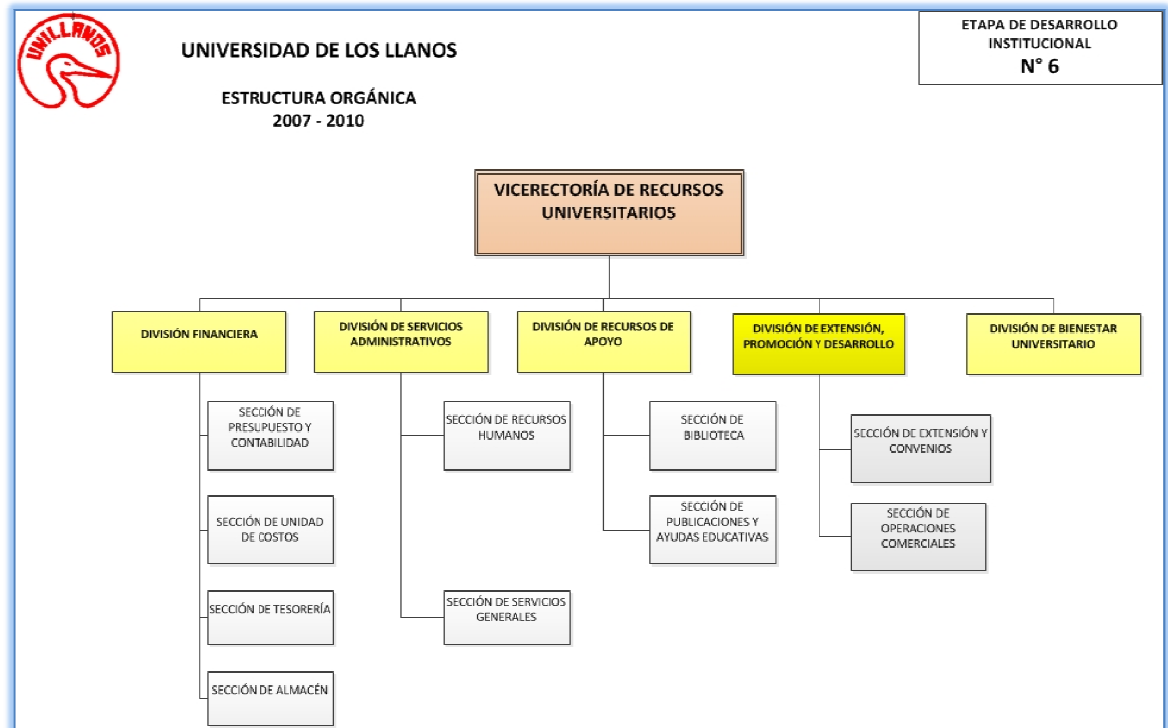 UNILLANOS
UNIVERSIDAD DE LOS LLANOS
ESTRUCTURA ORGÁNICA
2007 - 2010
ETAPA DE DESARROLLO
INSTITUCIONAL
N° 6
VICERECTORÍA DE RECURSOS
UNIVERSITARIOS
DIVISIÓN FINANCIERA
DIVISIÓN DE SERVICIOS
ADMINISTRATIVOS
DIVISIÓN DE RECURSOS DE
APOYO
DIVISIÓN DE EXTENSIÓN,
PROMOCIÓN Y DESARROLLO
DIVISIÓN DE BIENESTAR
UNIVERSITARIO
SECCIÓN DE
PRESUPUESTO Y
CONTABILIDAD
SECCIÓN DE UNIDAD
DE COSTOS
SECCIÓN DE TESORERÍA
SECCIÓN DE ALMACÉN
SECCIÓN DE RECURSOS
HUMANOS
SECCIÓN DE SERVICIOS
GENERALES
SECCIÓN DE
BIBLIOTECA
SECCIÓN DE
PUBLICACIONES Y
AYUDAS EDUCATIVAS
SECCIÓN DE EXTENSIÓN Y
CONVENIOS
SECCIÓN DE
OPERACIONES
COMERCIALES